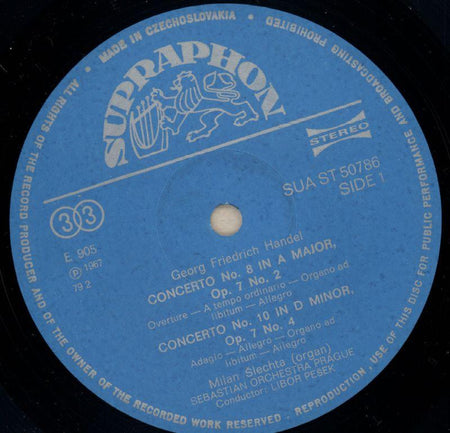 ALL RIGHTS OF THE RECORD PRODUCER AND OF THE OWNER OF THE RECORDED WORK RESERVED · REPRODUCTION, USE OF THIS DISC FOR PUBLIC PERFORMANCE AND BROADCASTING PROHIBITED
MADE IN CZECHOSLOVAKIA
SUPRAPHON
STEREO
SUA ST 50786
SIDE 1
33
E 905
℗ 1967
79 2
Georg Friedrich Handel
CONCERTO No. 8 IN A MAJOR,
Op. 7 No. 2
Overture — A tempo ordinario — Organo ad
libitum — Allegro
CONCERTO No. 10 IN D MINOR,
Op. 7 No. 4
Adagio — Allegro — Organo ad
libitum — Allegro
Milan Šlechta (organ)
SEBASTIAN ORCHESTRA PRAGUE
Conductor: LIBOR PEŠEK